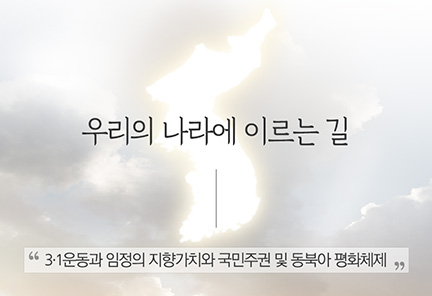 우리의 나라에 이르는 길
“ 3·1운동과 임정의 지향가치와 국민주권 및 동북아 평화체제 ”